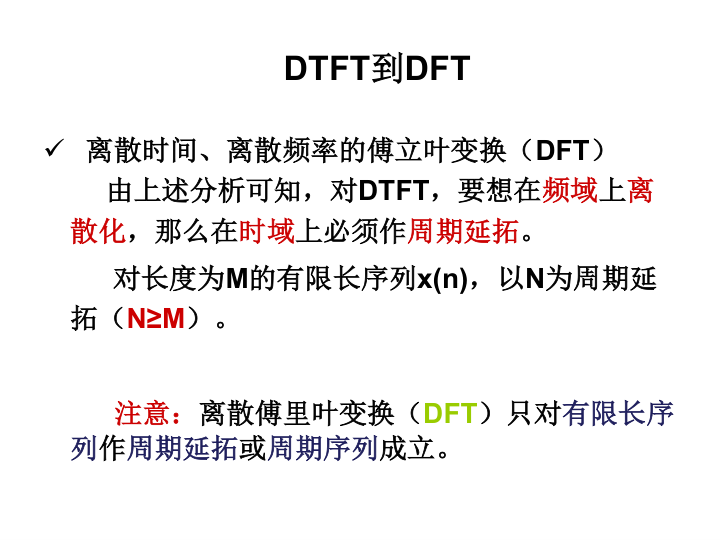 DTFT到DFT
✓ 离散时间、离散频率的傅立叶变换（DFT）
由上述分析可知，对DTFT，要想在频域上离
散化，那么在时域上必须作周期延拓。
对长度为M的有限长序列x(n)，以N为周期延
拓（N≥M）。
注意：离散傅里叶变换（DFT）只对有限长序
列作周期延拓或周期序列成立。